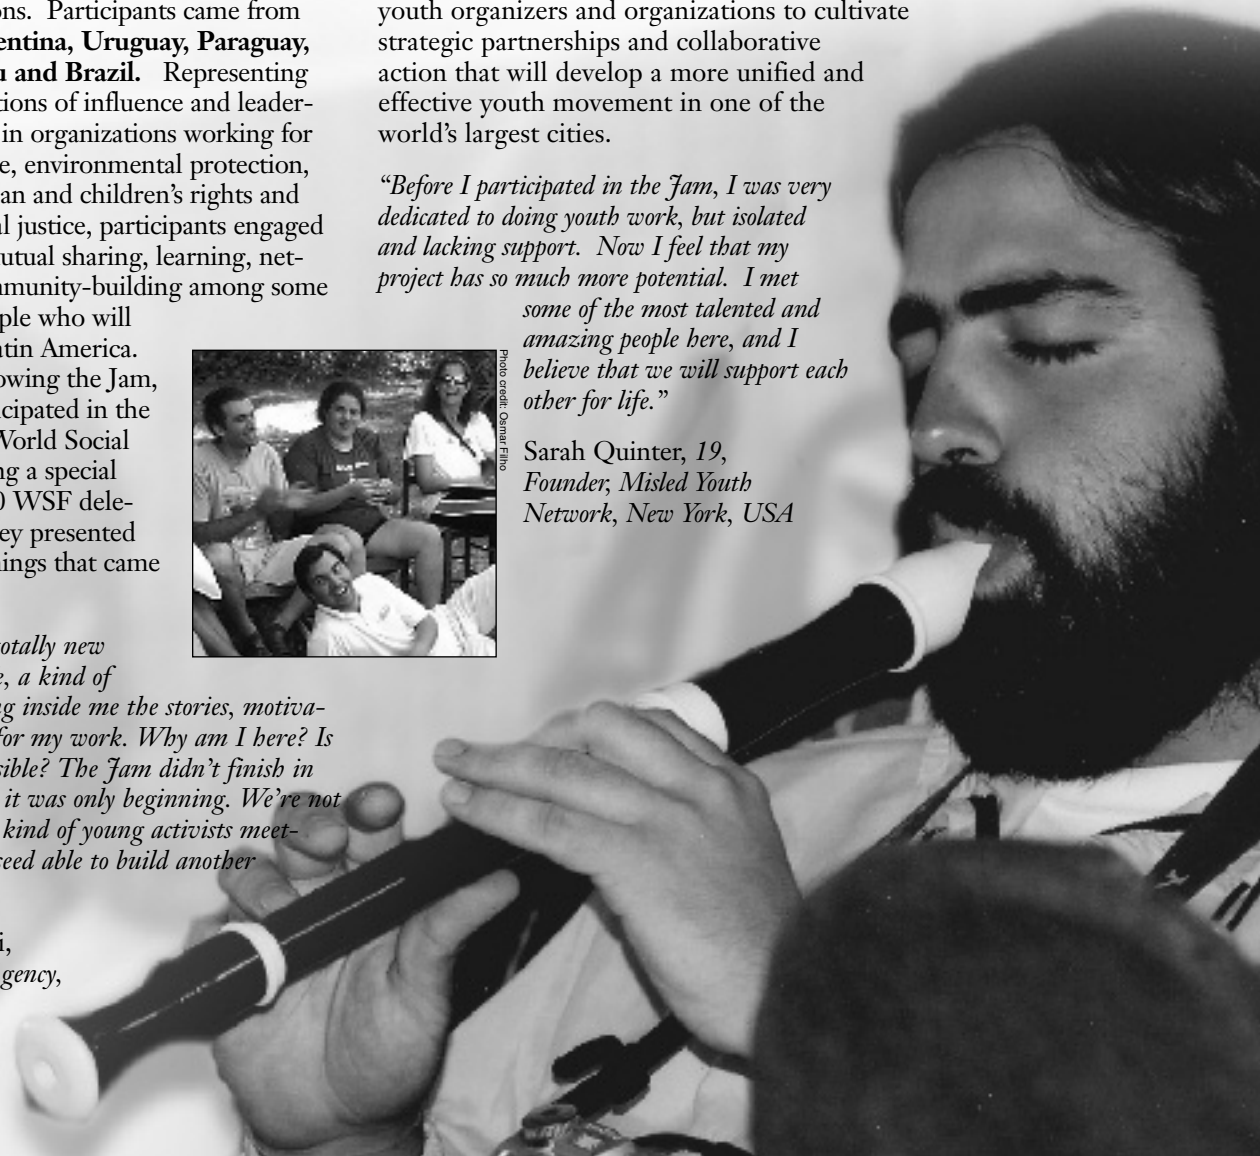 ons.  Participants came from
entina, Uruguay, Paraguay,
u and Brazil.   Representing
tions of influence and leader-
in organizations working for
e, environmental protection,
an and children's rights and
al justice, participants engaged
utual sharing, learning, net-
mmunity-building among some
ple who will
atin America.
owing the Jam,
icipated in the
World Social
ng a special
0 WSF dele-
ey presented
nings that came
totally new
e, a kind of
ng inside me the stories, motiva-
for my work. Why am I here? Is
sible? The Jam didn't finish in
it was only beginning. We're not
kind of young activists meet-
seed able to build another
i,
gency,
Photo credit: Osmar Filho
youth organizers and organizations to cultivate
strategic partnerships and collaborative
action that will develop a more unified and
effective youth movement in one of the
world's largest cities.
“Before I participated in the Jam, I was very
dedicated to doing youth work, but isolated
and lacking support.  Now I feel that my
project has so much more potential.  I met
some of the most talented and
amazing people here, and I
believe that we will support each
other for life.”
Sarah Quinter, 19,
Founder, Misled Youth
Network, New York, USA